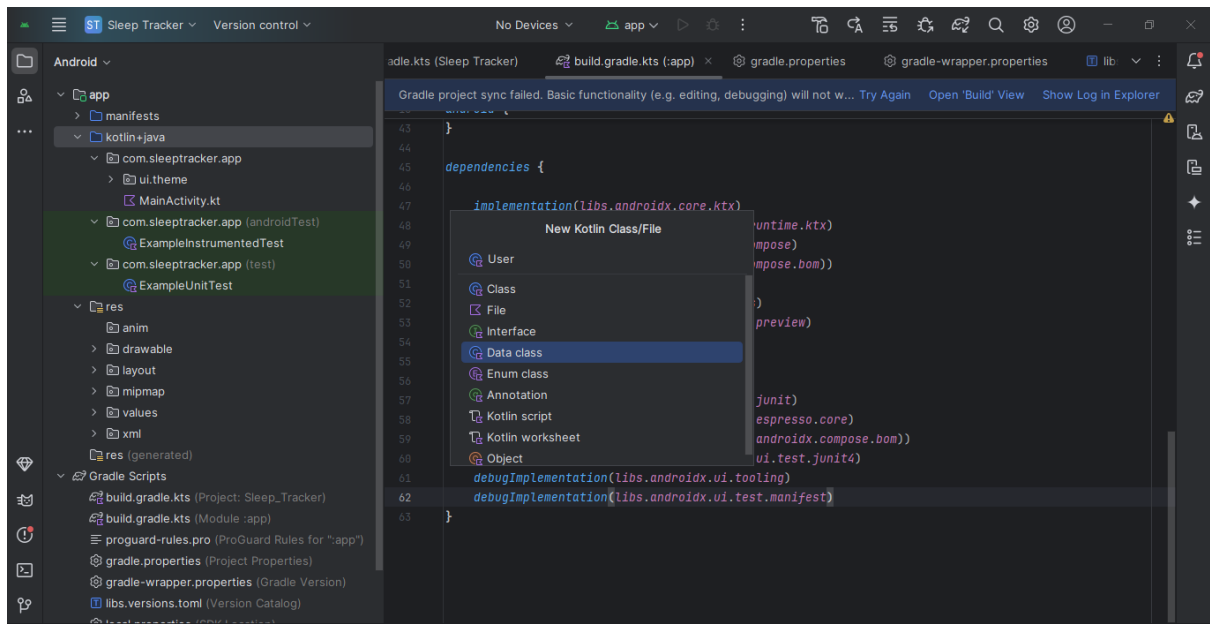 ST Sleep Tracker Version control No Devices app
Android
app
manifests
kotlin+java
com.sleeptracker.app
ui.theme
MainActivity.kt
com.sleeptracker.app (androidTest)
ExampleInstrumentedTest
com.sleeptracker.app (test)
ExampleUnitTest
res
anim
drawable
layout
mipmap
values
xml
res (generated)
Gradle Scripts
build.gradle.kts (Project: Sleep_Tracker)
build.gradle.kts (Module :app)
proguard-rules.pro (ProGuard Rules for ":app")
gradle.properties (Project Properties)
gradle-wrapper.properties (Gradle Version)
libs.versions.toml (Version Catalog)
local.properties (SDK Location)
adle.kts (Sleep Tracker) build.gradle.kts (:app) gradle.properties gradle-wrapper.properties lib
Gradle project sync failed. Basic functionality (e.g. editing, debugging) will not w... Try Again Open 'Build' View Show Log in Explorer
android {
43 }
44
45 dependencies {
46
47 implementation(libs.androidx.core.ktx)
48 untime.ktx)
49 mpose)
50 mpose.bom))
51
52 )
53 preview)
54
55
56
57 junit)
58 espresso.core)
59 androidx.compose.bom))
60 ui.test.junit4)
61 debugImplementation(libs.androidx.ui.tooling)
62 debugImplementation(libs.androidx.ui.test.manifest)
63 }
New Kotlin Class/File
User
Class
File
Interface
Data class
Enum class
Annotation
Kotlin script
Kotlin worksheet
Object